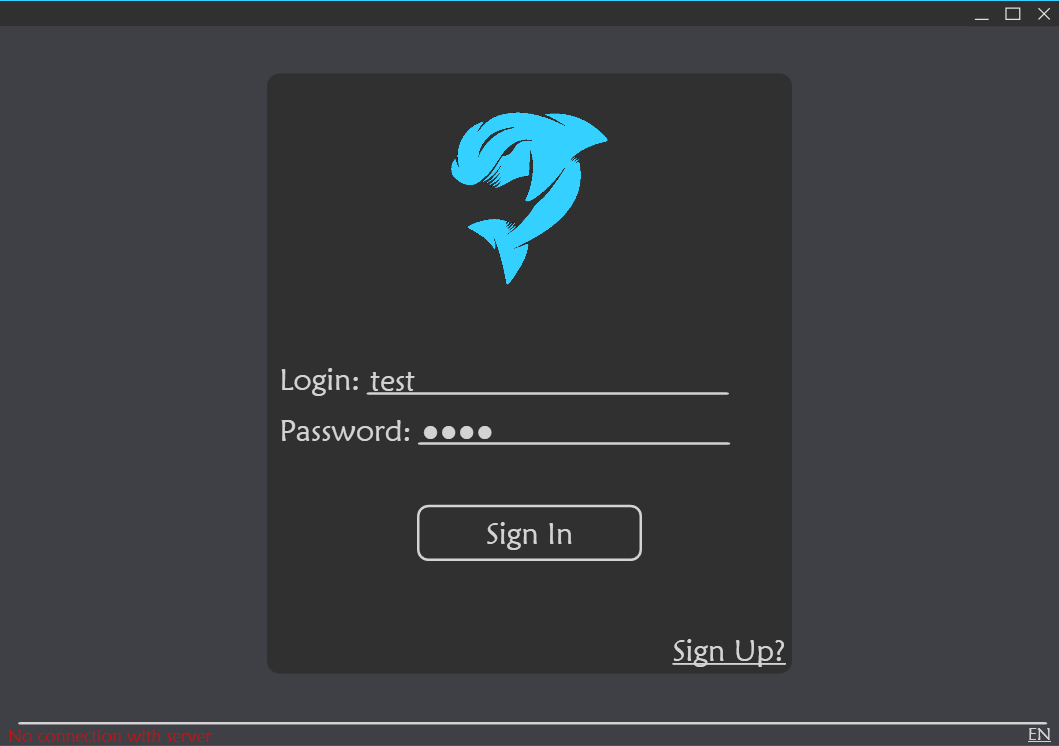 Login: test
Password: ●●●●
Sign In
Sign Up?
No connection with server
EN